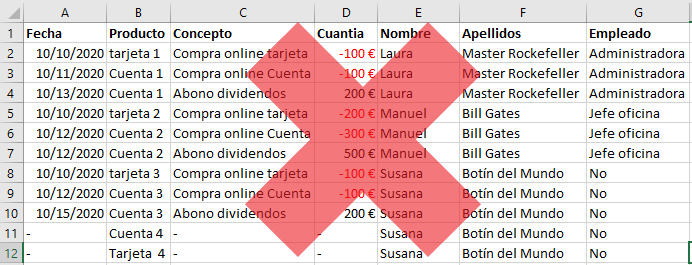 A B C D E F G
1 Fecha Producto Concepto Cuantia Nombre Apellidos Empleado
2 10/10/2020 tarjeta 1 Compra online tarjeta -100 € Laura Master Rockefeller Administradora
3 10/11/2020 Cuenta 1 Compra online Cuenta -100 € Laura Master Rockefeller Administradora
4 10/13/2020 Cuenta 1 Abono dividendos 200 € Laura Master Rockefeller Administradora
5 10/10/2020 tarjeta 2 Compra online tarjeta -200 € Manuel Bill Gates Jefe oficina
6 10/12/2020 Cuenta 2 Compra online Cuenta -300 € Manuel Bill Gates Jefe oficina
7 10/12/2020 Cuenta 2 Abono dividendos 500 € Manuel Bill Gates Jefe oficina
8 10/10/2020 tarjeta 3 Compra online tarjeta -100 € Susana Botín del Mundo No
9 10/12/2020 Cuenta 3 Compra online Cuenta -100 € Susana Botín del Mundo No
10 10/15/2020 Cuenta 3 Abono dividendos 200 € Susana Botín del Mundo No
11 - Cuenta 4 - - Susana Botín del Mundo No
12 - Tarjeta 4 - - Susana Botín del Mundo No